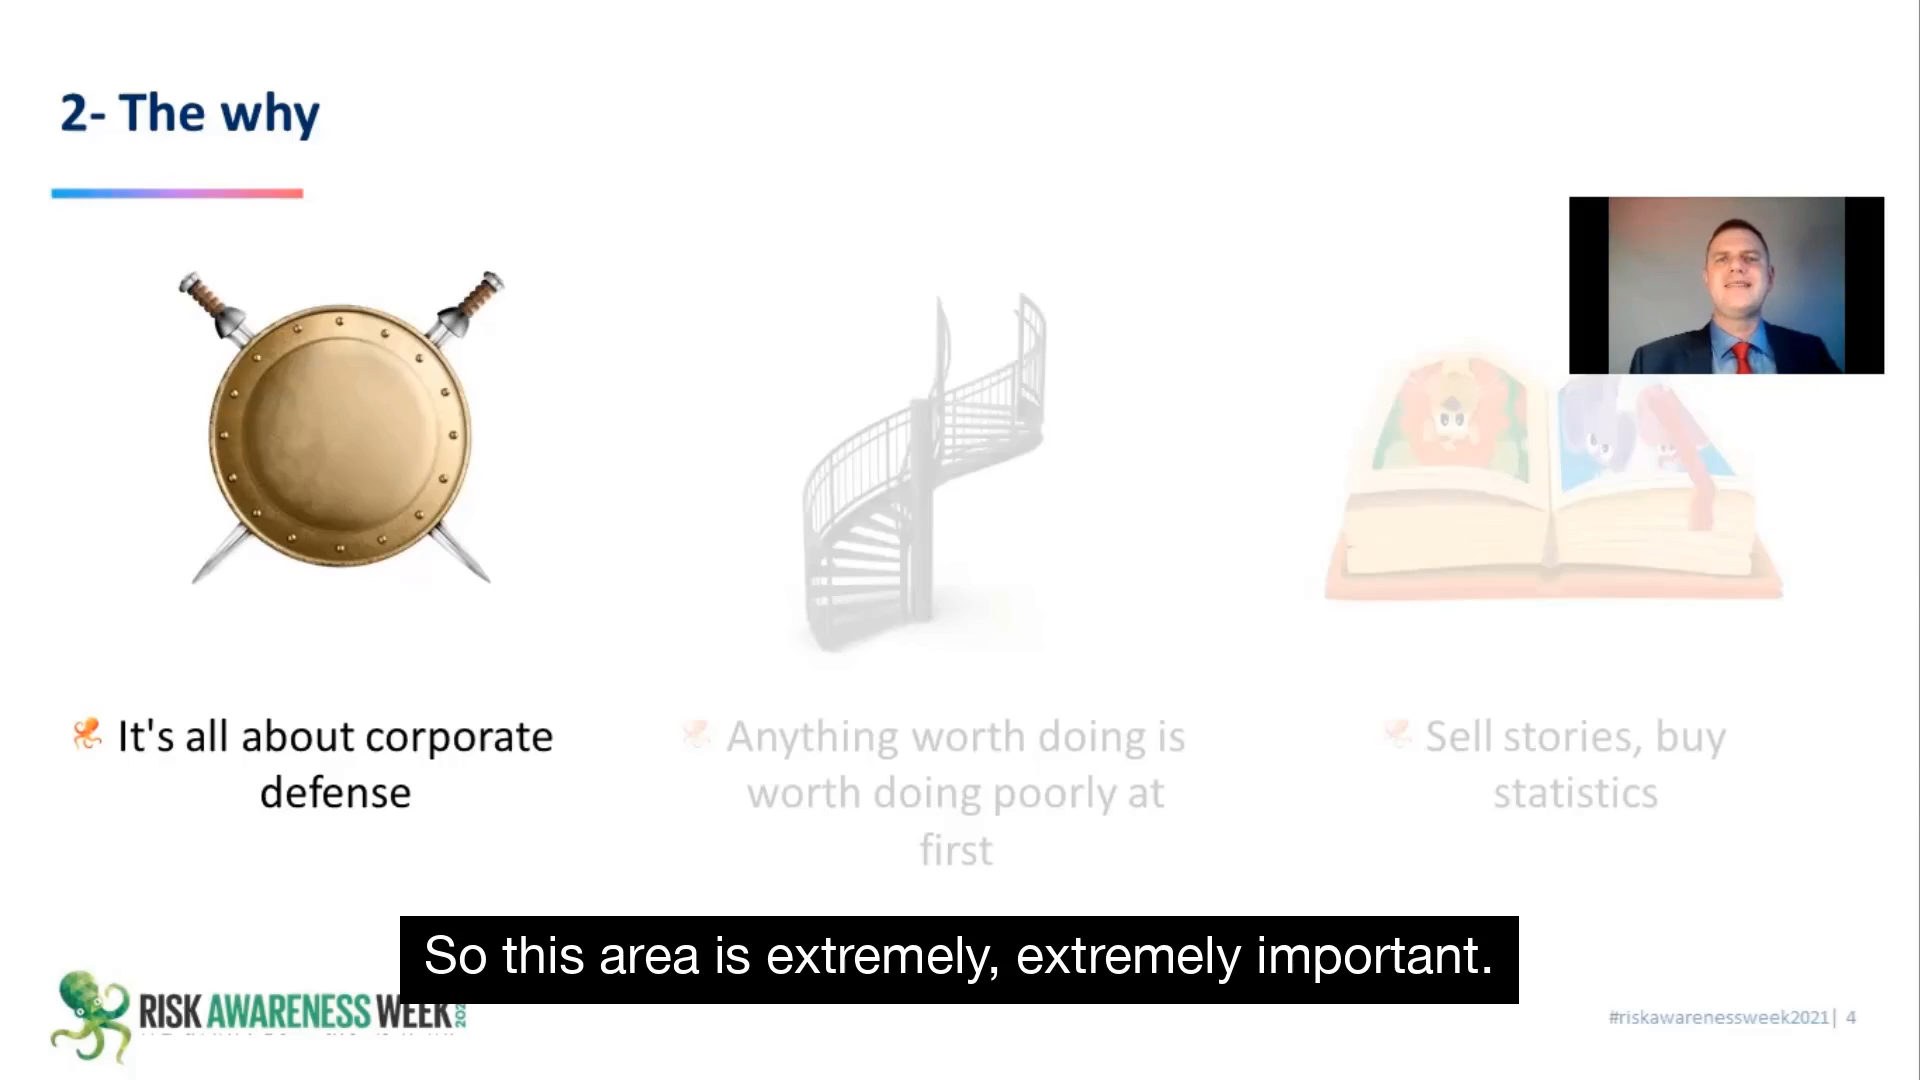 2- The why
It's all about corporate
defense
Anything worth doing is
worth doing poorly at
first
Sell stories, buy
statistics
So this area is extremely, extremely important.
RISK AWARENESS WEEK
#riskawarenessweek2021| 4